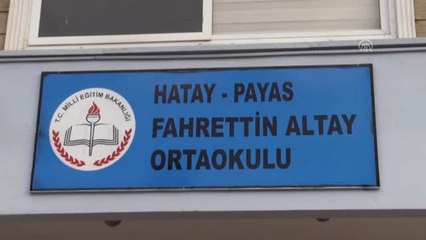 T.C. MİLLİ EĞİTİM BAKANLIĞI
HATAY - PAYAS
FAHRETTİN ALTAY
ORTAOKULU